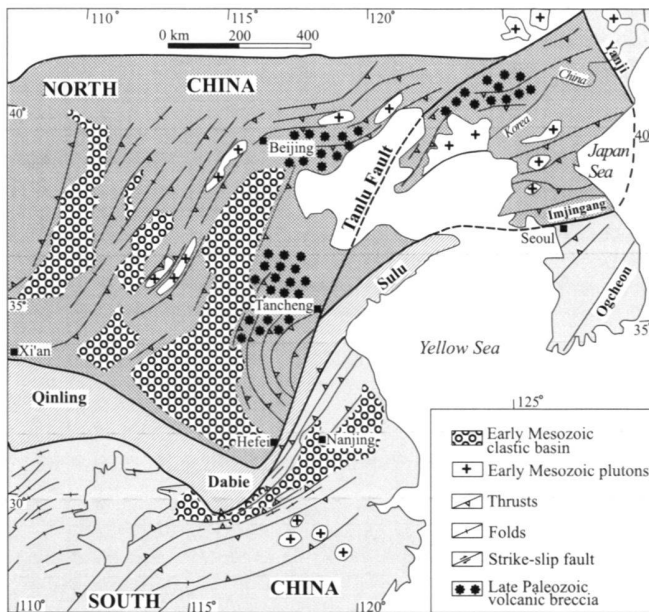 110°
115°
120°
0 km 200 400
NORTH CHINA
Yanji
China
Korea
40°
40
Beijing
Tanlu Fault
Japan
Sea
Imjingang
Seoul
Sulu
Ogcheon
Tancheng
35°
35
Xi'an
Yellow Sea
Qinling
125°
Hefei
Nanjing
Dabie
30°
SOUTH CHINA
110°
115°
120°
Early Mesozoic
clastic basin
Early Mesozoic plutons
Thrusts
Folds
Strike-slip fault
Late Paleozoic
volcanic breccia